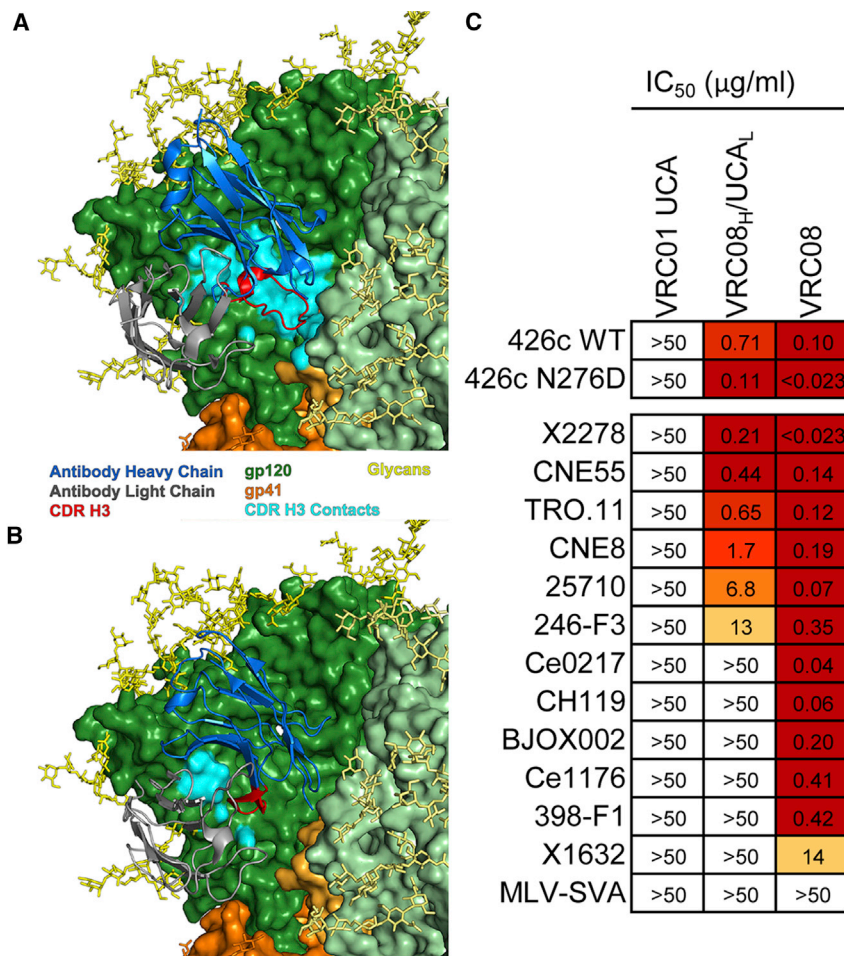 A
Antibody Heavy Chain gp120 Glycans
Antibody Light Chain gp41
CDR H3 CDR H3 Contacts
B
C
IC50 (µg/ml)
VRC01 UCA VRC08H/UCAL VRC08
426c WT >50 0.71 0.10
426c N276D >50 0.11 <0.023
X2278 >50 0.21 <0.023
CNE55 >50 0.44 0.14
TRO.11 >50 0.65 0.12
CNE8 >50 1.7 0.19
25710 >50 6.8 0.07
246-F3 >50 13 0.35
Ce0217 >50 >50 0.04
CH119 >50 >50 0.06
BJOX002 >50 >50 0.20
Ce1176 >50 >50 0.41
398-F1 >50 >50 0.42
X1632 >50 >50 14
MLV-SVA >50 >50 >50